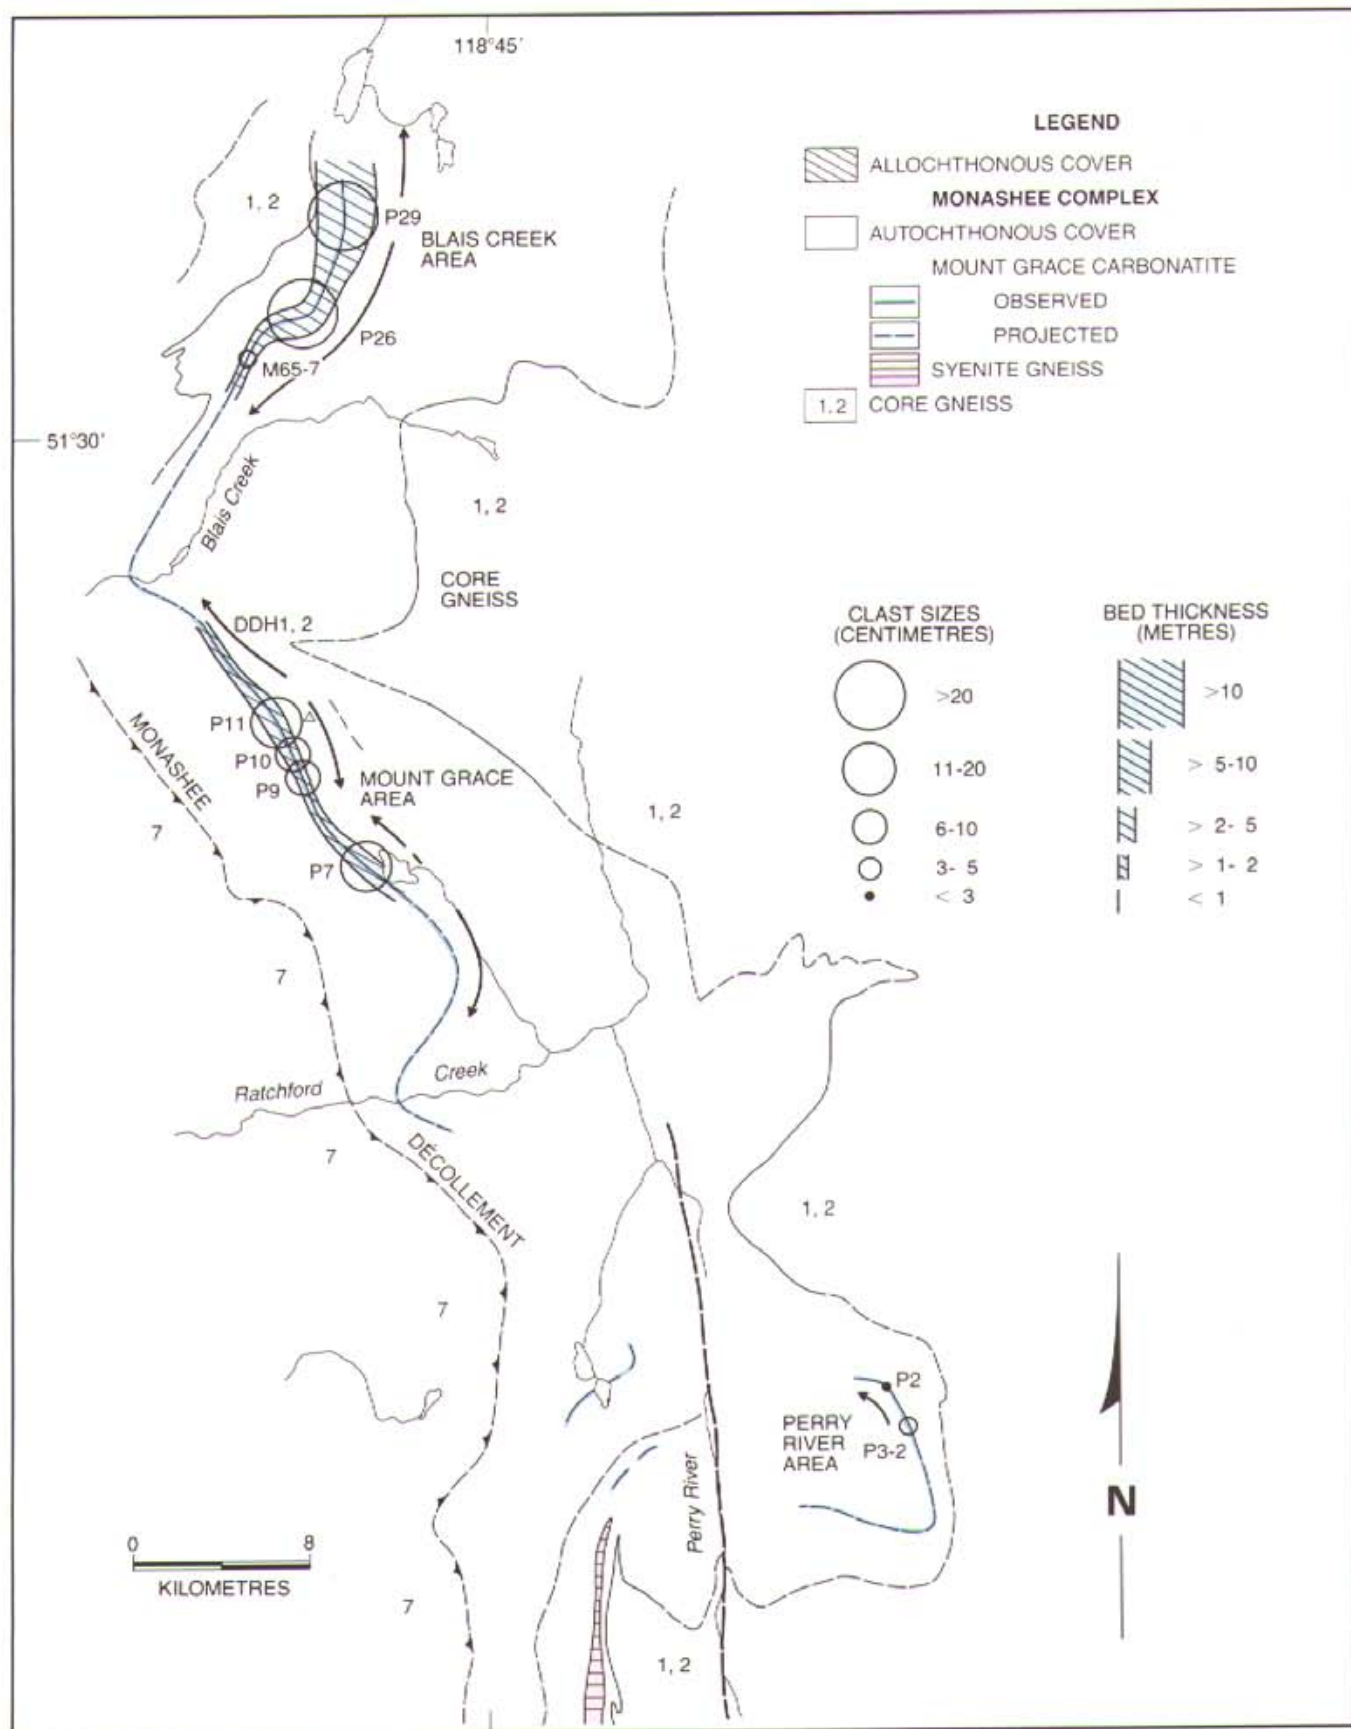 118°45'
LEGEND
ALLOCHTHONOUS COVER
MONASHEE COMPLEX
AUTOCHTHONOUS COVER
MOUNT GRACE CARBONATITE
OBSERVED
PROJECTED
SYENITE GNEISS
1, 2 CORE GNEISS
1, 2
P29
BLAIS CREEK
AREA
P26
M65-7
51°30'
Blais Creek
1, 2
CORE
GNEISS
DDH1, 2
CLAST SIZES
(CENTIMETRES)
>20
11-20
6-10
3- 5
< 3
BED THICKNESS
(METRES)
>10
> 5-10
> 2- 5
> 1- 2
< 1
MONASHEE
P11
P10
P9
MOUNT GRACE
AREA
7
1, 2
P7
7
Ratchford Creek
7
DÉCOLLEMENT
1, 2
7
P2
PERRY
RIVER
AREA
P3-2
Perry River
N
0 8
KILOMETRES
7
1, 2